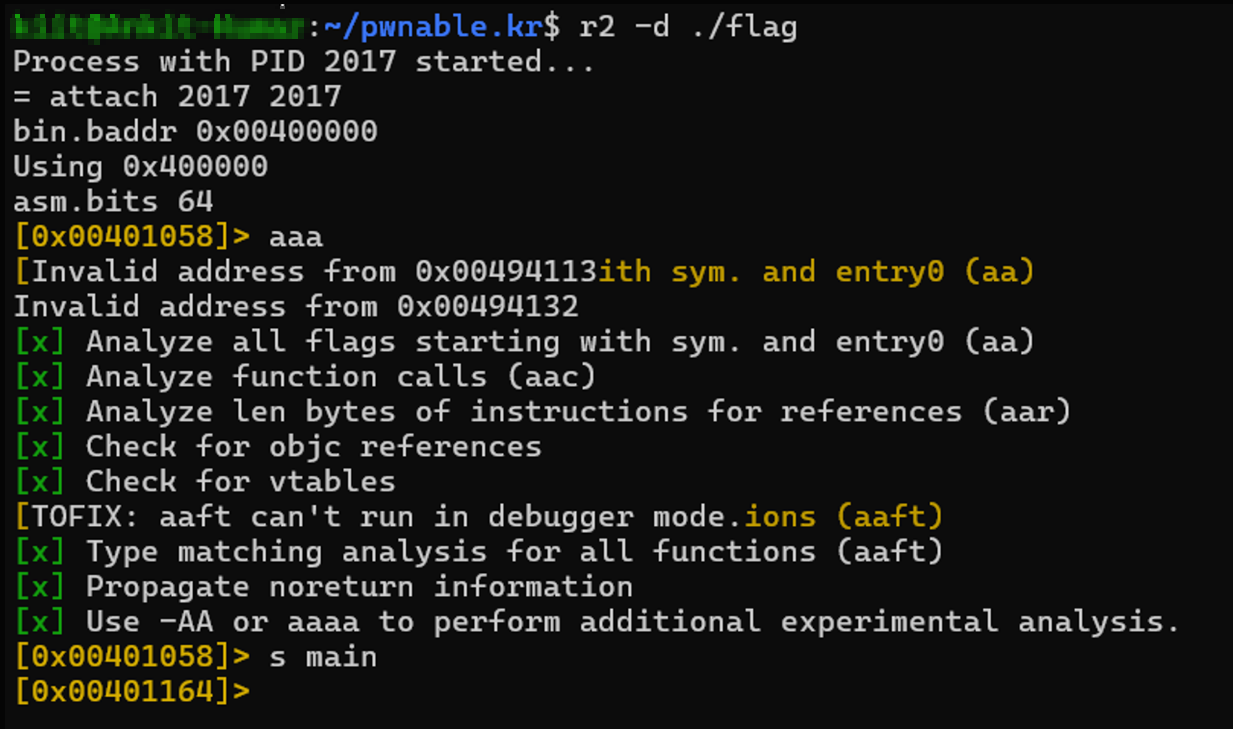 :~/pwnable.kr$ r2 -d ./flag
Process with PID 2017 started...
= attach 2017 2017
bin.baddr 0x00400000
Using 0x400000
asm.bits 64
[0x00401058]> aaa
[Invalid address from 0x00494113ith sym. and entry0 (aa)
Invalid address from 0x00494132
[x] Analyze all flags starting with sym. and entry0 (aa)
[x] Analyze function calls (aac)
[x] Analyze len bytes of instructions for references (aar)
[x] Check for objc references
[x] Check for vtables
[TOFIX: aaft can't run in debugger mode.ions (aaft)
[x] Type matching analysis for all functions (aaft)
[x] Propagate noreturn information
[x] Use -AA or aaaa to perform additional experimental analysis.
[0x00401058]> s main
[0x00401164]>